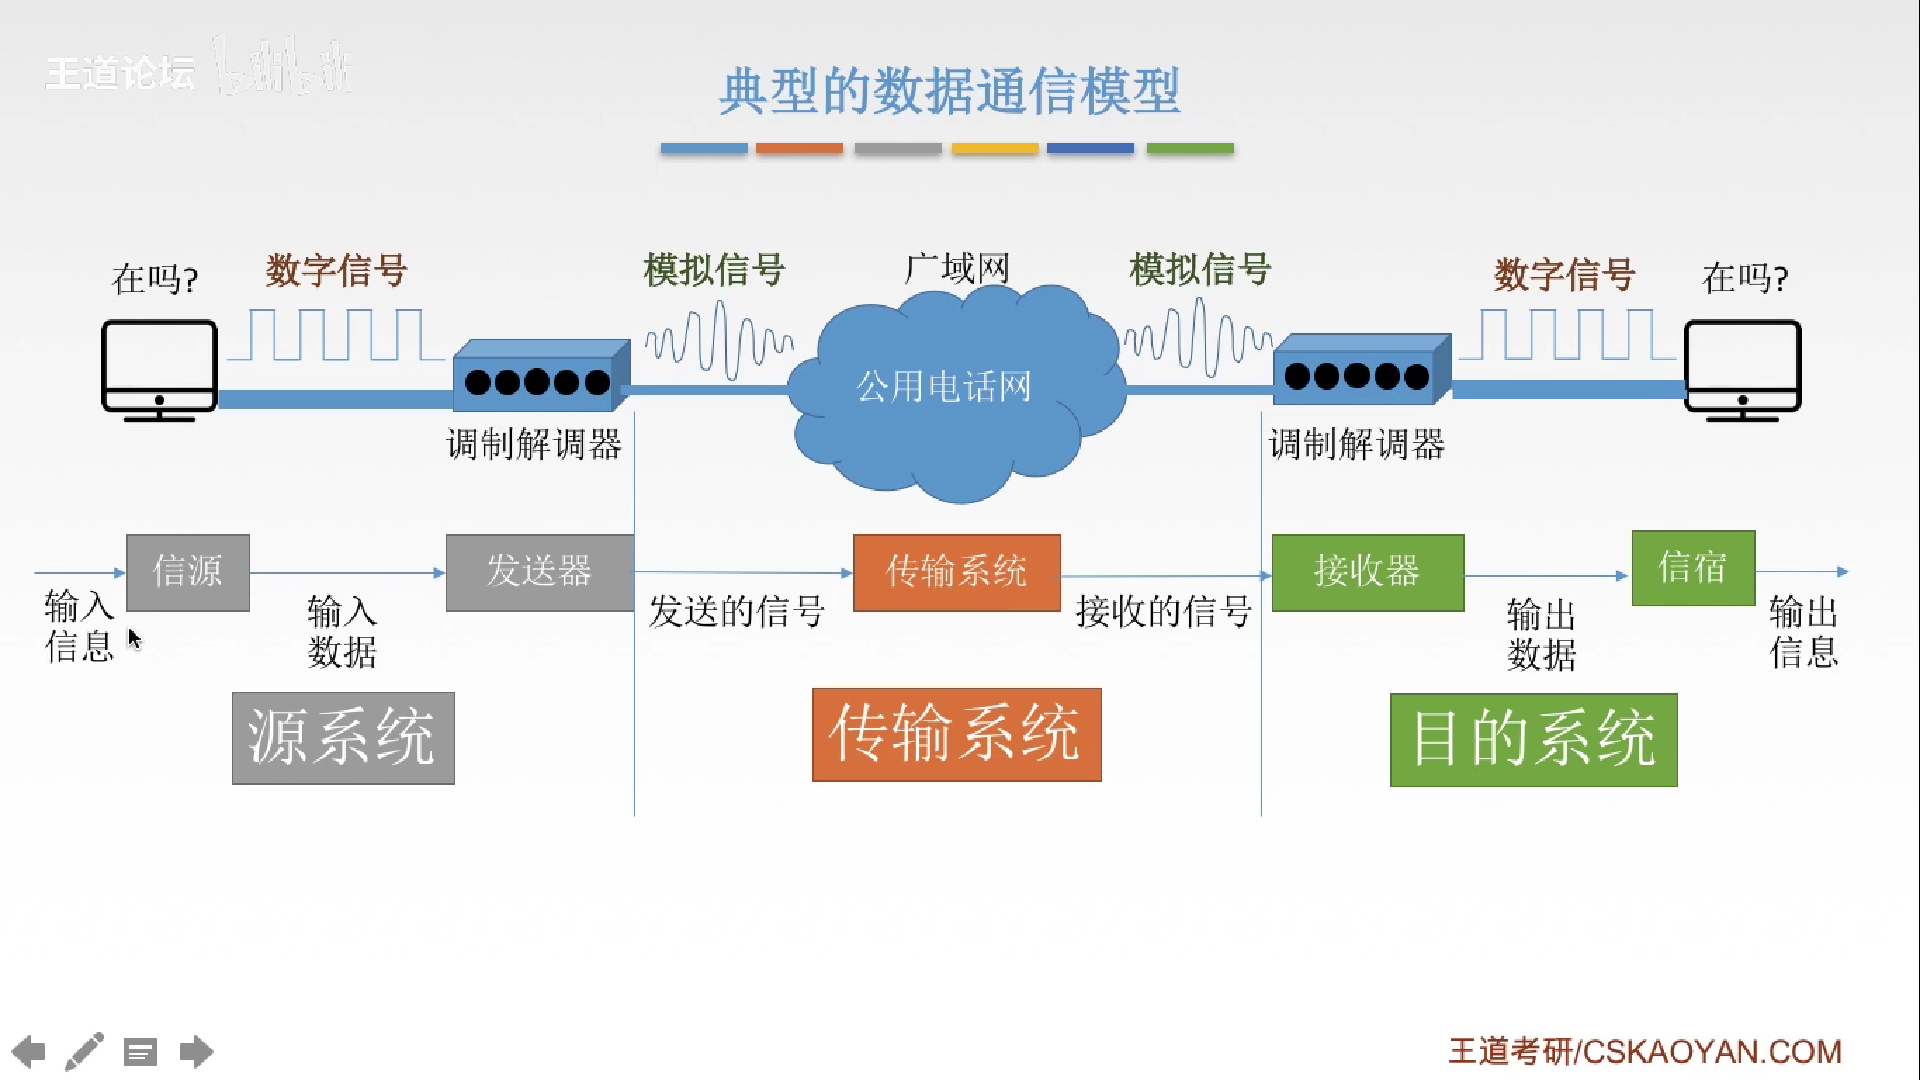 王道论坛 bilibili
典型的数据通信模型
在吗?
数字信号
模拟信号
广域网
模拟信号
数字信号
在吗?
公用电话网
调制解调器
调制解调器
信源
发送器
传输系统
接收器
信宿
输入
信息
输入
数据
发送的信号
接收的信号
输出
数据
输出
信息
源系统
传输系统
目的系统
王道考研/CSKAOYAN.COM